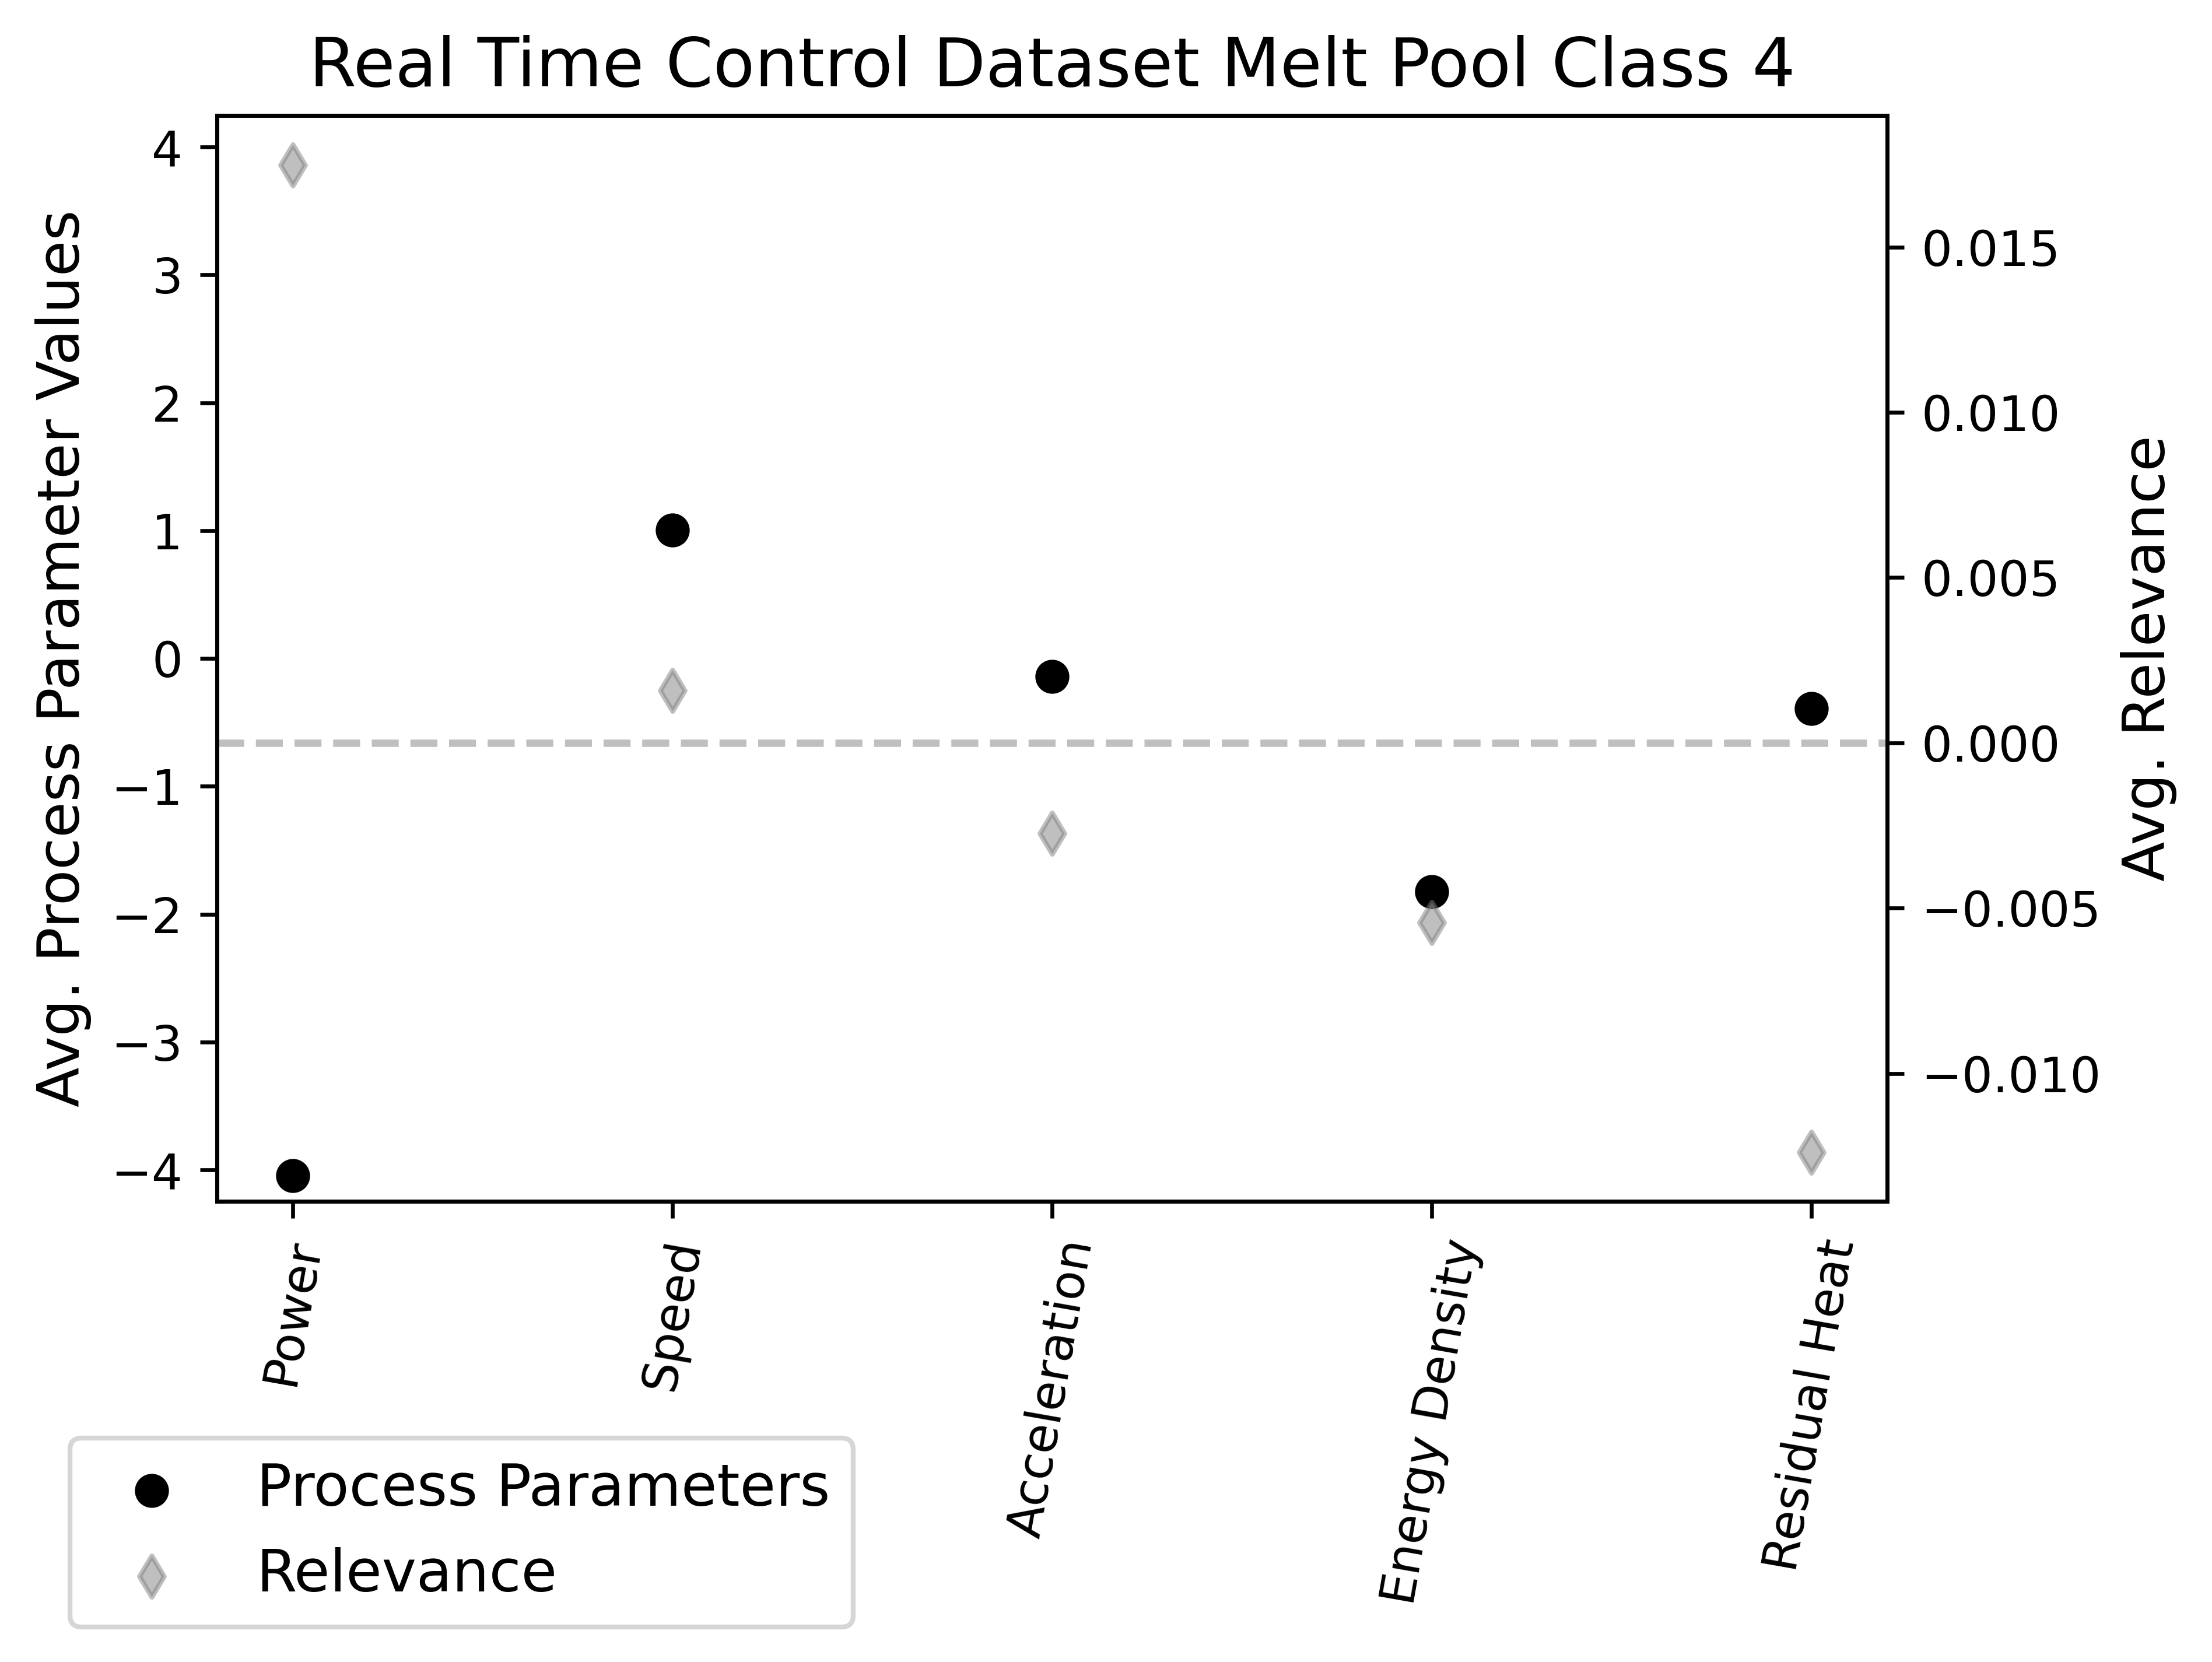 Real Time Control Dataset Melt Pool Class 4
Avg. Process Parameter Values
4
3
2
1
0
−1
−2
−3
−4
0.015
0.010
0.005
0.000
−0.005
−0.010
Avg. Relevance
Power
Speed
Acceleration
Energy Density
Residual Heat
Process Parameters
Relevance